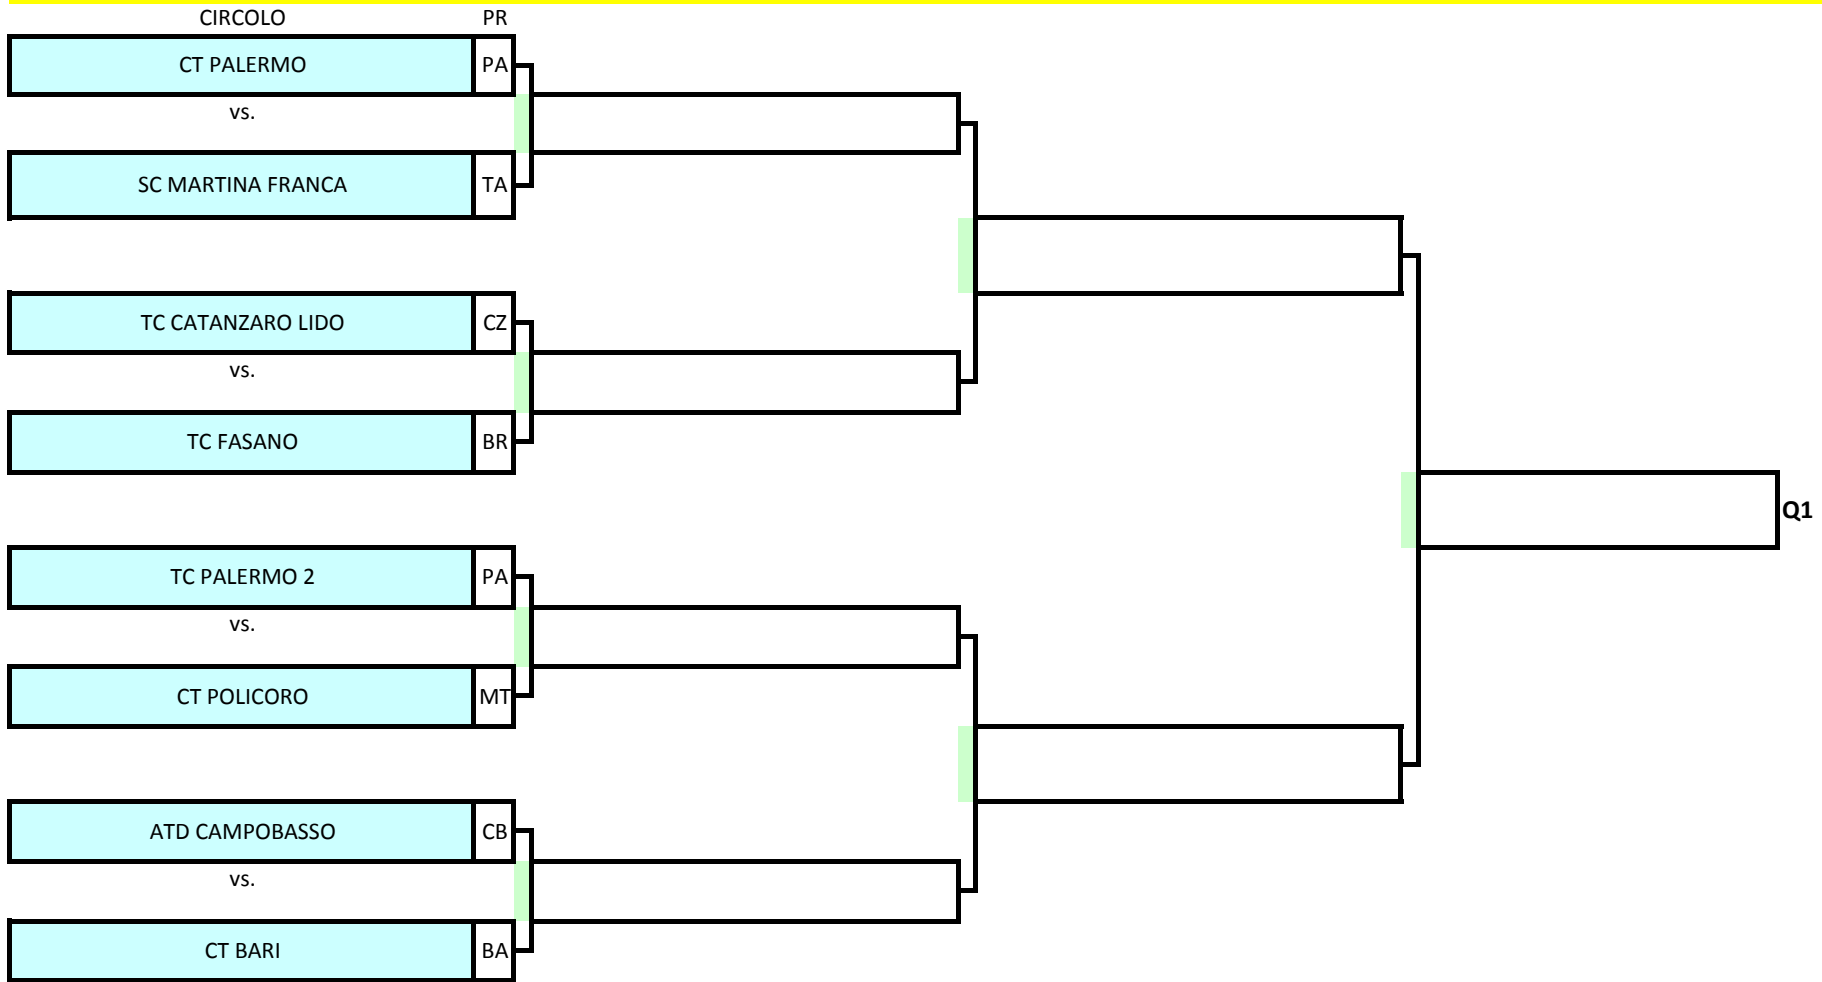 CIRCOLO PR
CT PALERMO PA
vs.
SC MARTINA FRANCA TA
TC CATANZARO LIDO CZ
vs.
TC FASANO BR
Q1
TC PALERMO 2 PA
vs.
CT POLICORO MT
ATD CAMPOBASSO CB
vs.
CT BARI BA